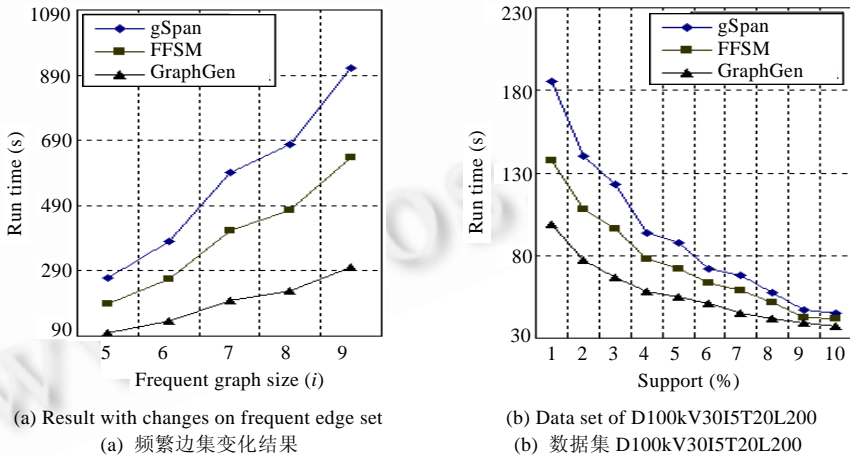 1090
890
690
490
290
90
Run time (s)
gSpan
FFSM
GraphGen
5 6 7 8 9
Frequent graph size (i)
(a) Result with changes on frequent edge set
(a) 频繁边集变化结果
230
180
130
80
30
Run time (s)
gSpan
FFSM
GraphGen
1 2 3 4 5 6 7 8 9 10
Support (%)
(b) Data set of D100kV30I5T20L200
(b) 数据集 D100kV30I5T20L200